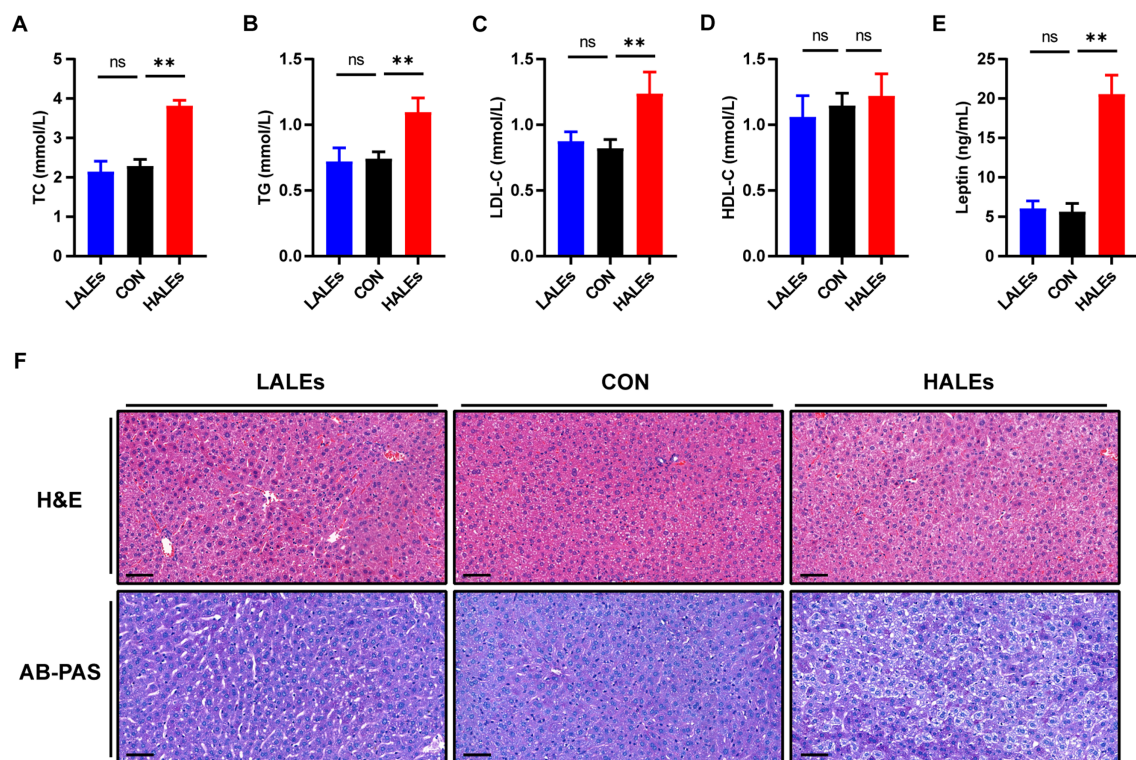 A
TC (mmol/L)
5
4
3
2
1
0
ns
**
LALEs
CON
HALEs
B
TG (mmol/L)
1.5
1.0
0.5
0.0
ns
**
LALEs
CON
HALEs
C
LDL-C (mmol/L)
1.5
1.0
0.5
0.0
ns
**
LALEs
CON
HALEs
D
HDL-C (mmol/L)
1.5
1.0
0.5
0.0
ns
ns
LALEs
CON
HALEs
E
Leptin (ng/mL)
25
20
15
10
5
0
ns
**
LALEs
CON
HALEs
F
LALEs
CON
HALEs
H&E
AB-PAS